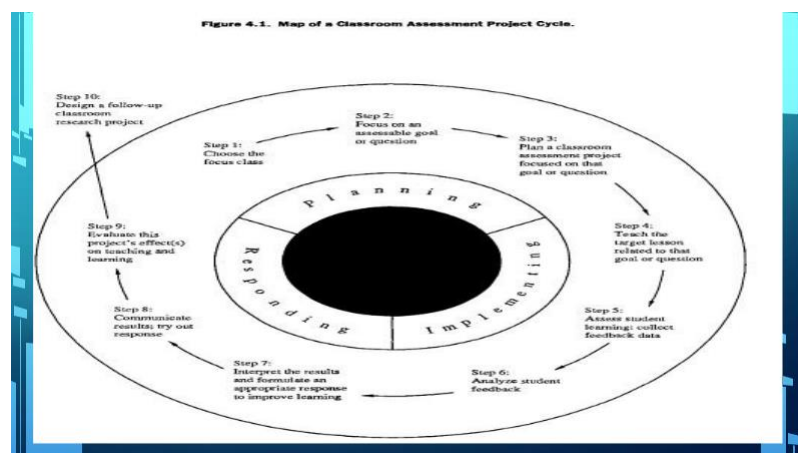 Figure 4.1. Map of a Classroom Assessment Project Cycle.
Step 1:
Choose the
focus class
Step 2:
Focus on an
assessable goal
or question
Step 3:
Plan a classroom
assessment project
focused on that
goal or question
Step 4:
Teach the
target lesson
related to that
goal or question
Step 5:
Assess student
learning; collect
feedback data
Step 6:
Analyze student
feedback
Step 7:
Interpret the results
and formulate an
appropriate response
to improve learning
Step 8:
Communicate
results; try out
response
Step 9:
Evaluate this
project's effect(s)
on teaching and
learning
Step 10:
Design a follow-up
classroom
research project
Planning
Implementing
Responding